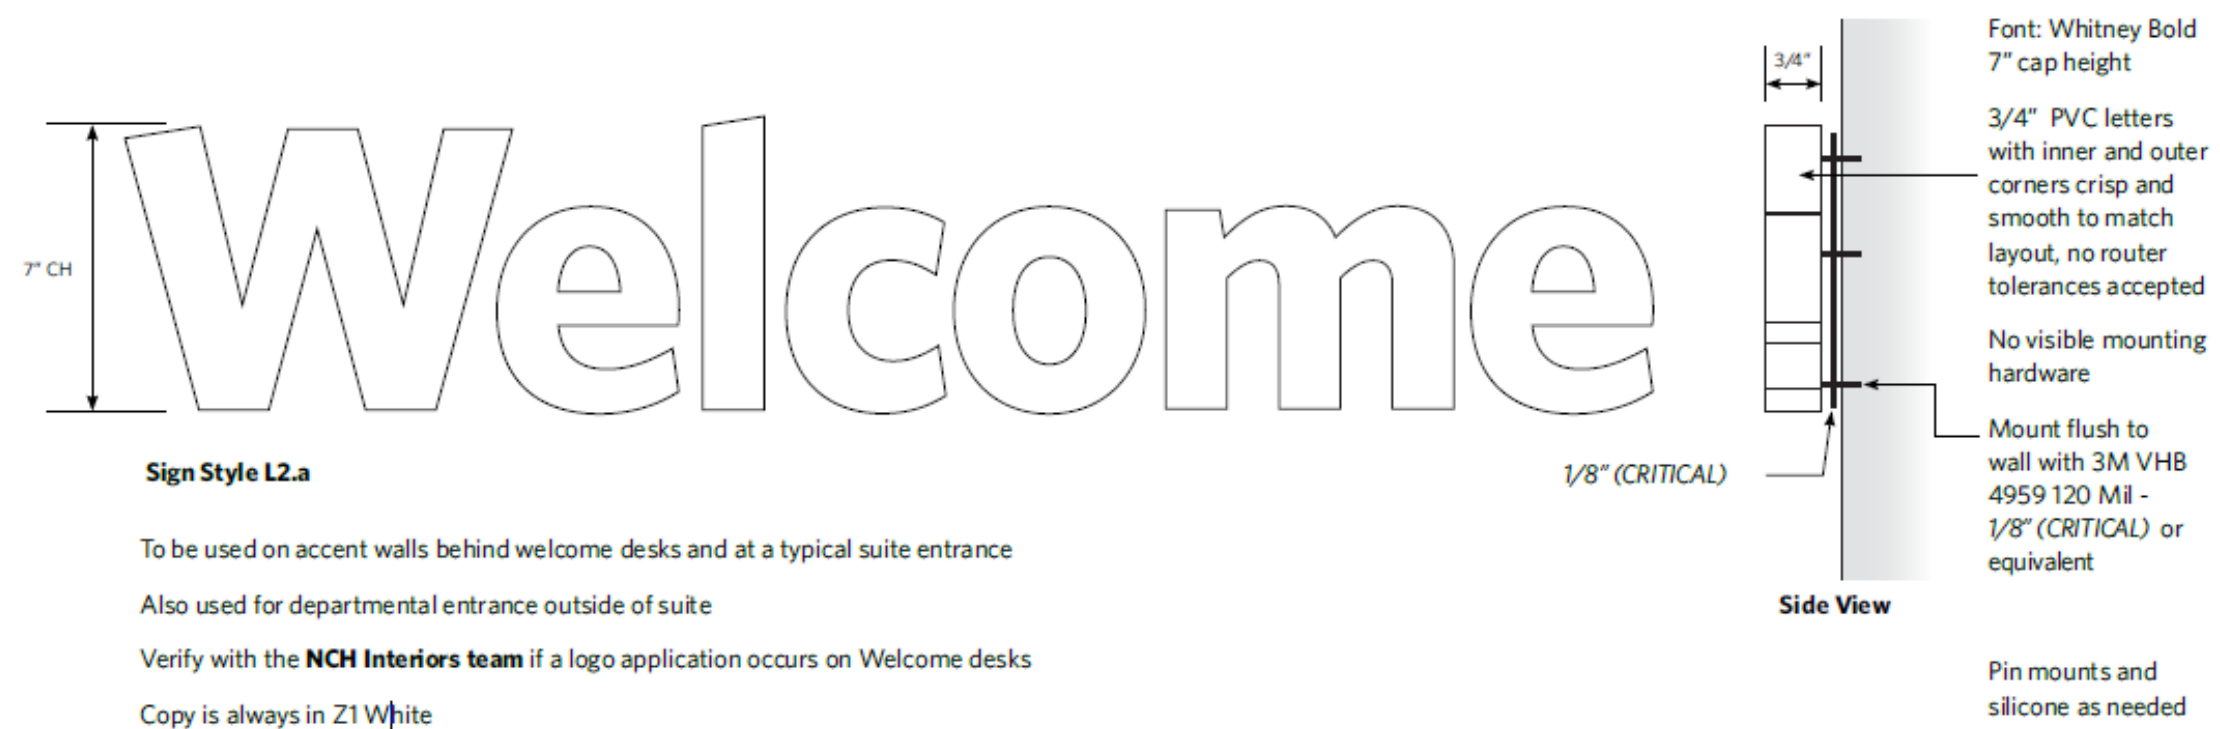 7" CH
Welcome
Sign Style L2.a
To be used on accent walls behind welcome desks and at a typical suite entrance
Also used for departmental entrance outside of suite
Verify with the NCH Interiors team if a logo application occurs on Welcome desks
Copy is always in Z1 White
3/4"
1/8" (CRITICAL)
Side View
Font: Whitney Bold
7" cap height
3/4" PVC letters
with inner and outer
corners crisp and
smooth to match
layout, no router
tolerances accepted
No visible mounting
hardware
Mount flush to
wall with 3M VHB
4959 120 Mil -
1/8" (CRITICAL) or
equivalent
Pin mounts and
silicone as needed